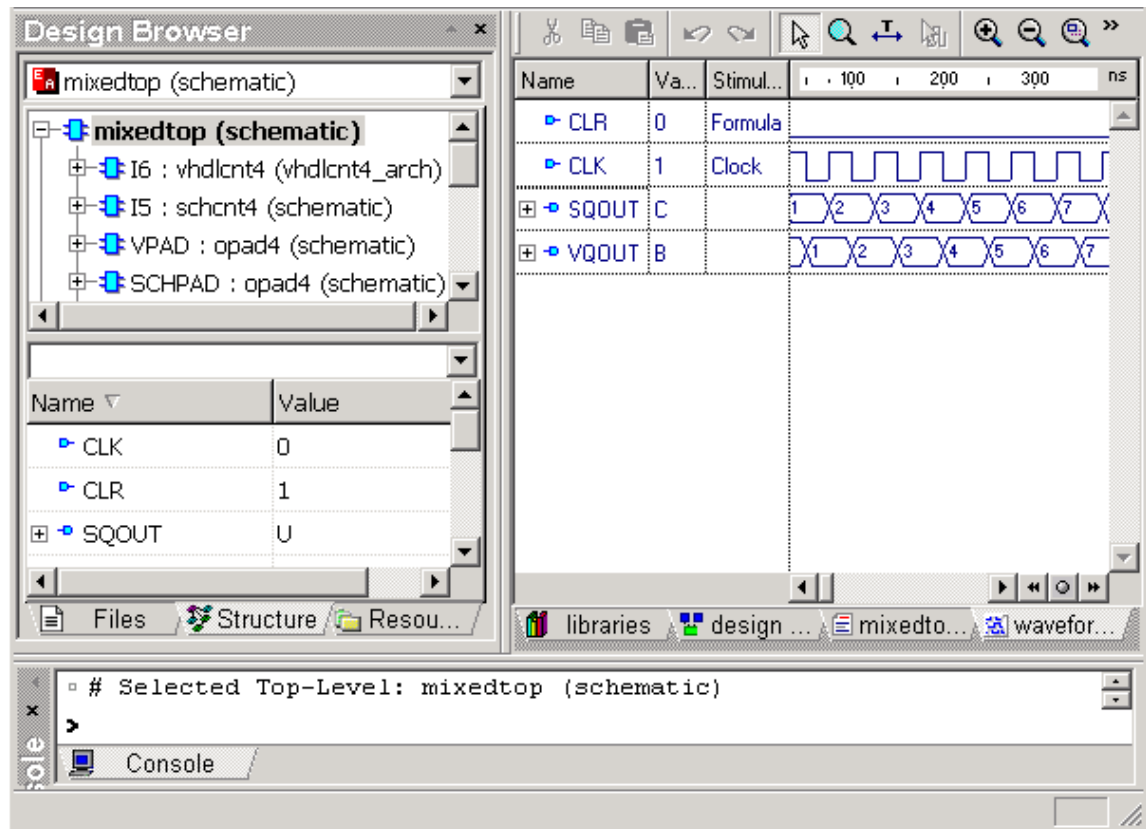 Design Browser
mixedtop (schematic)
mixedtop (schematic)
I6 : vhdlcnt4 (vhdlcnt4_arch)
I5 : schcnt4 (schematic)
VPAD : opad4 (schematic)
SCHPAD : opad4 (schematic)
Name Value
CLK 0
CLR 1
SQOUT U
Files Structure Resou...
Name Va... Stimul... 100 200 300 ns
CLR 0 Formula
CLK 1 Clock
SQOUT C 1 2 3 4 5 6 7
VQOUT B 1 2 3 4 5 6 7
libraries design ... mixedto... wavefor...
# Selected Top-Level: mixedtop (schematic)
>
Console